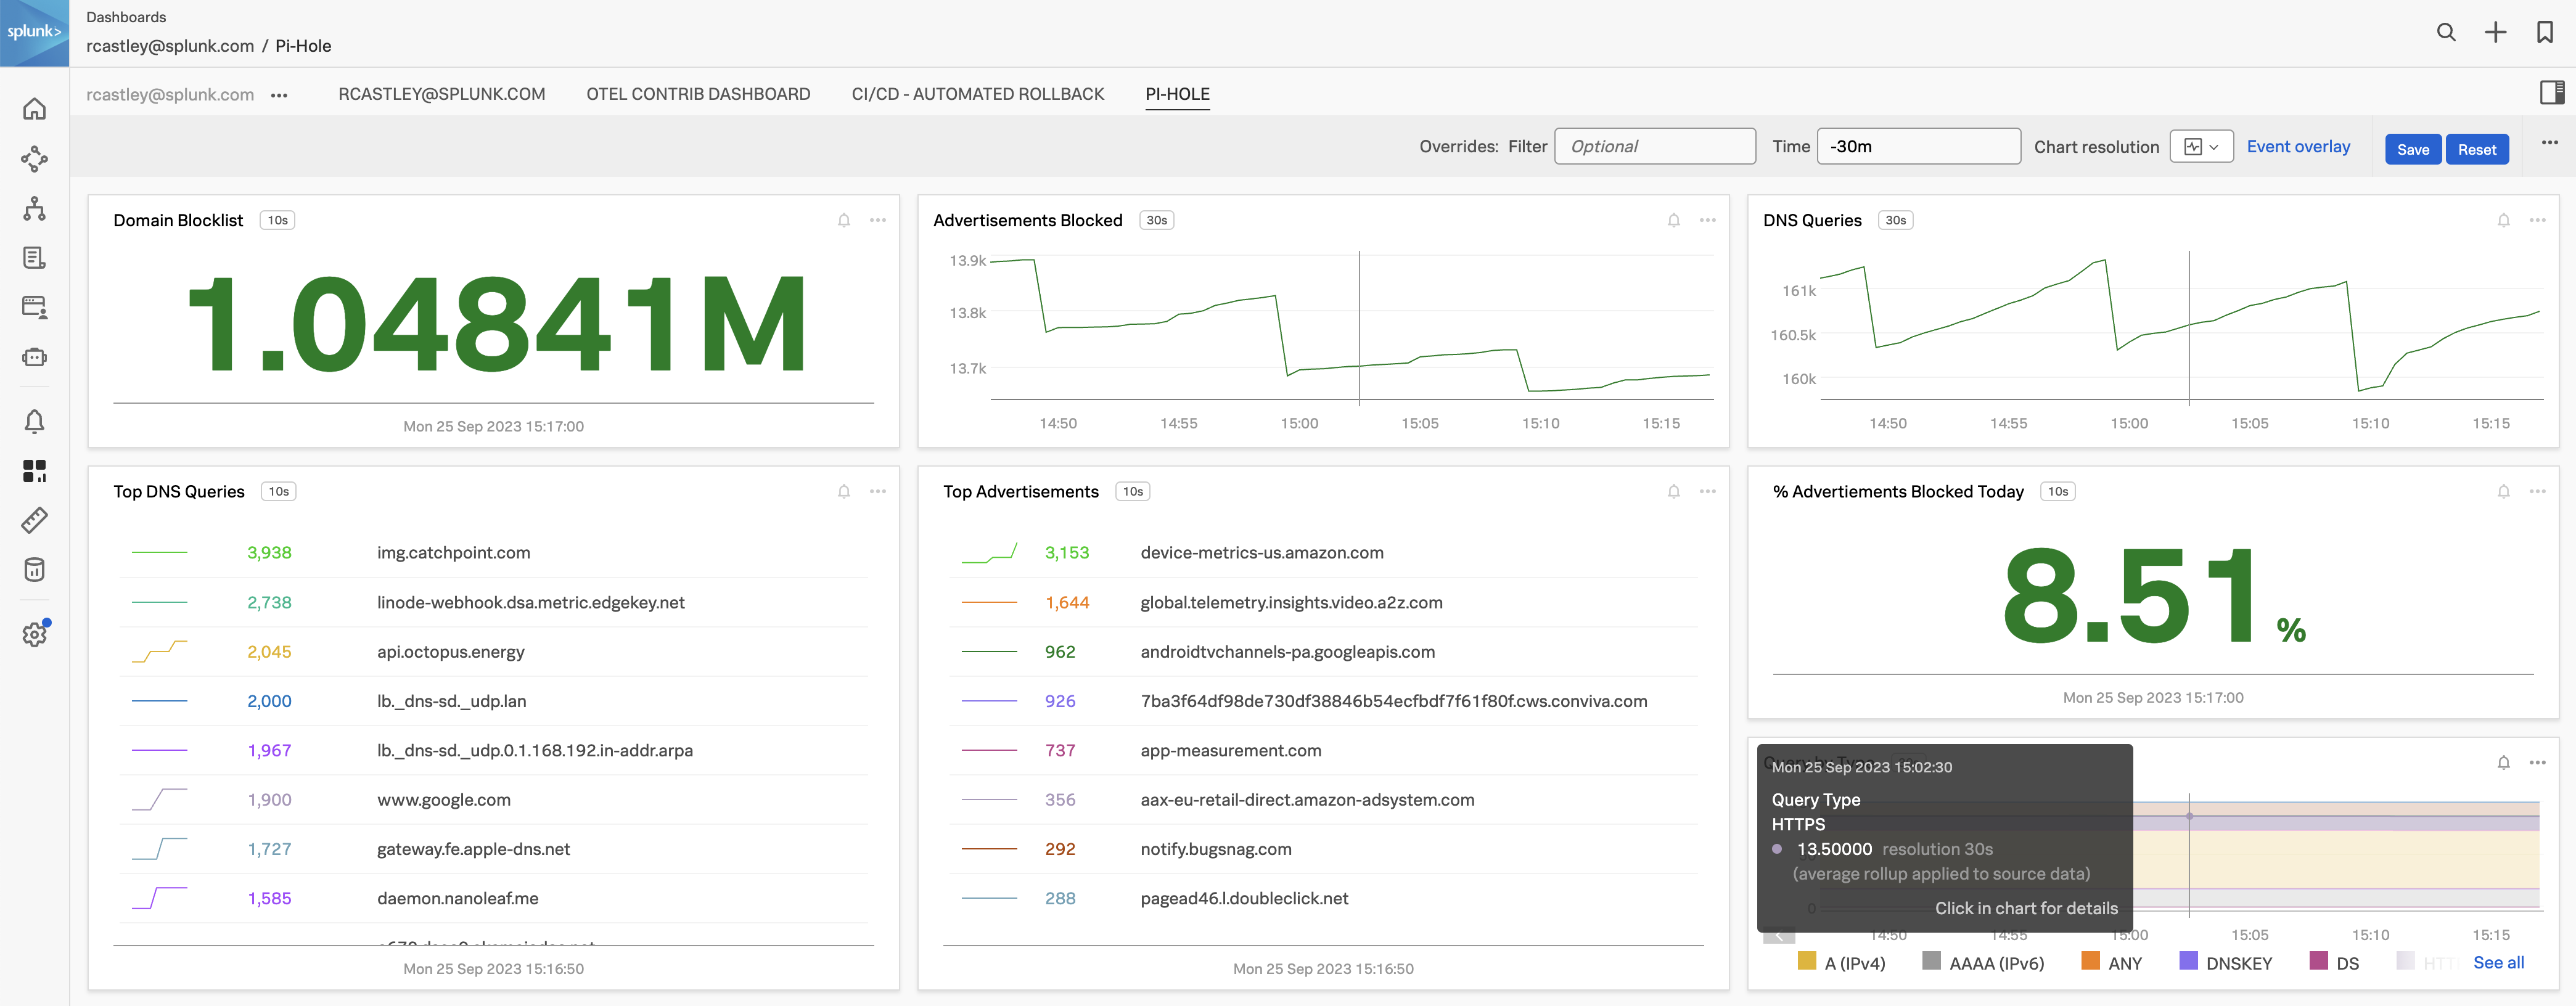 splunk>
Dashboards
rcastley@splunk.com / Pi-Hole
rcastley@splunk.com ••• RCASTLEY@SPLUNK.COM OTEL CONTRIB DASHBOARD CI/CD - AUTOMATED ROLLBACK PI-HOLE
Overrides: Filter Optional Time -30m Chart resolution Event overlay Save Reset
Domain Blocklist 10s
1.04841M
Mon 25 Sep 2023 15:17:00
Advertisements Blocked 30s
13.9k
13.8k
13.7k
14:50 14:55 15:00 15:05 15:10 15:15
DNS Queries 30s
161k
160.5k
160k
14:50 14:55 15:00 15:05 15:10 15:15
Top DNS Queries 10s
3,938 img.catchpoint.com
2,738 linode-webhook.dsa.metric.edgekey.net
2,045 api.octopus.energy
2,000 lb._dns-sd._udp.lan
1,967 lb._dns-sd._udp.0.1.168.192.in-addr.arpa
1,900 www.google.com
1,727 gateway.fe.apple-dns.net
1,585 daemon.nanoleaf.me
Mon 25 Sep 2023 15:16:50
Top Advertisements 10s
3,153 device-metrics-us.amazon.com
1,644 global.telemetry.insights.video.a2z.com
962 androidtvchannels-pa.googleapis.com
926 7ba3f64df98de730df38846b54ecfbdf7f61f80f.cws.conviva.com
737 app-measurement.com
356 aax-eu-retail-direct.amazon-adsystem.com
292 notify.bugsnag.com
288 pagead46.l.doubleclick.net
Mon 25 Sep 2023 15:16:50
% Advertiements Blocked Today 10s
8.51 %
Mon 25 Sep 2023 15:17:00
Mon 25 Sep 2023 15:02:30
Query Type
HTTPS
13.50000 resolution 30s
(average rollup applied to source data)
Click in chart for details
0
14:50 14:55 15:00 15:05 15:10 15:15
A (IPv4) AAAA (IPv6) ANY DNSKEY DS See all